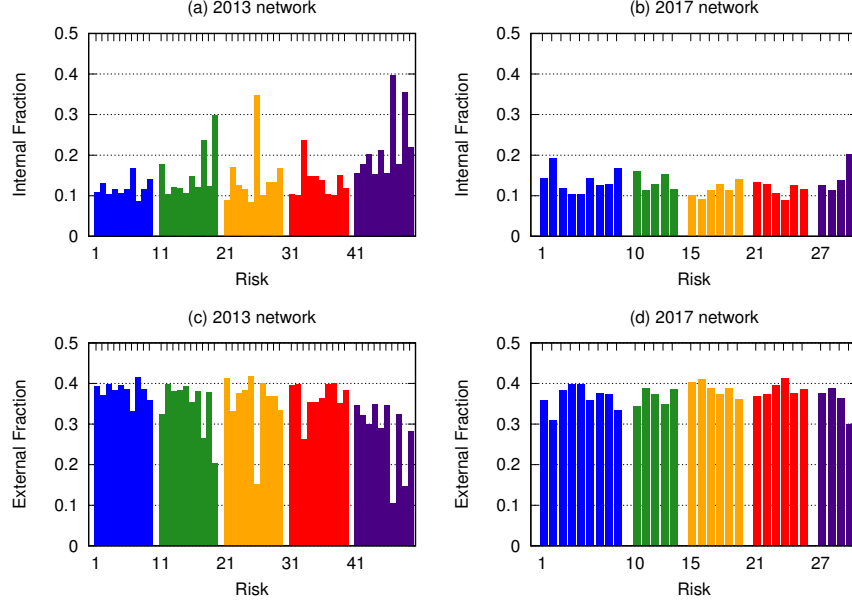 (a) 2013 network
Internal Fraction
0.5
0.4
0.3
0.2
0.1
0
1 11 21 31 41
Risk
(b) 2017 network
Internal Fraction
0.5
0.4
0.3
0.2
0.1
0
1 10 15 21 27
Risk
(c) 2013 network
External Fraction
0.5
0.4
0.3
0.2
0.1
0
1 11 21 31 41
Risk
(d) 2017 network
External Fraction
0.5
0.4
0.3
0.2
0.1
0
1 10 15 21 27
Risk